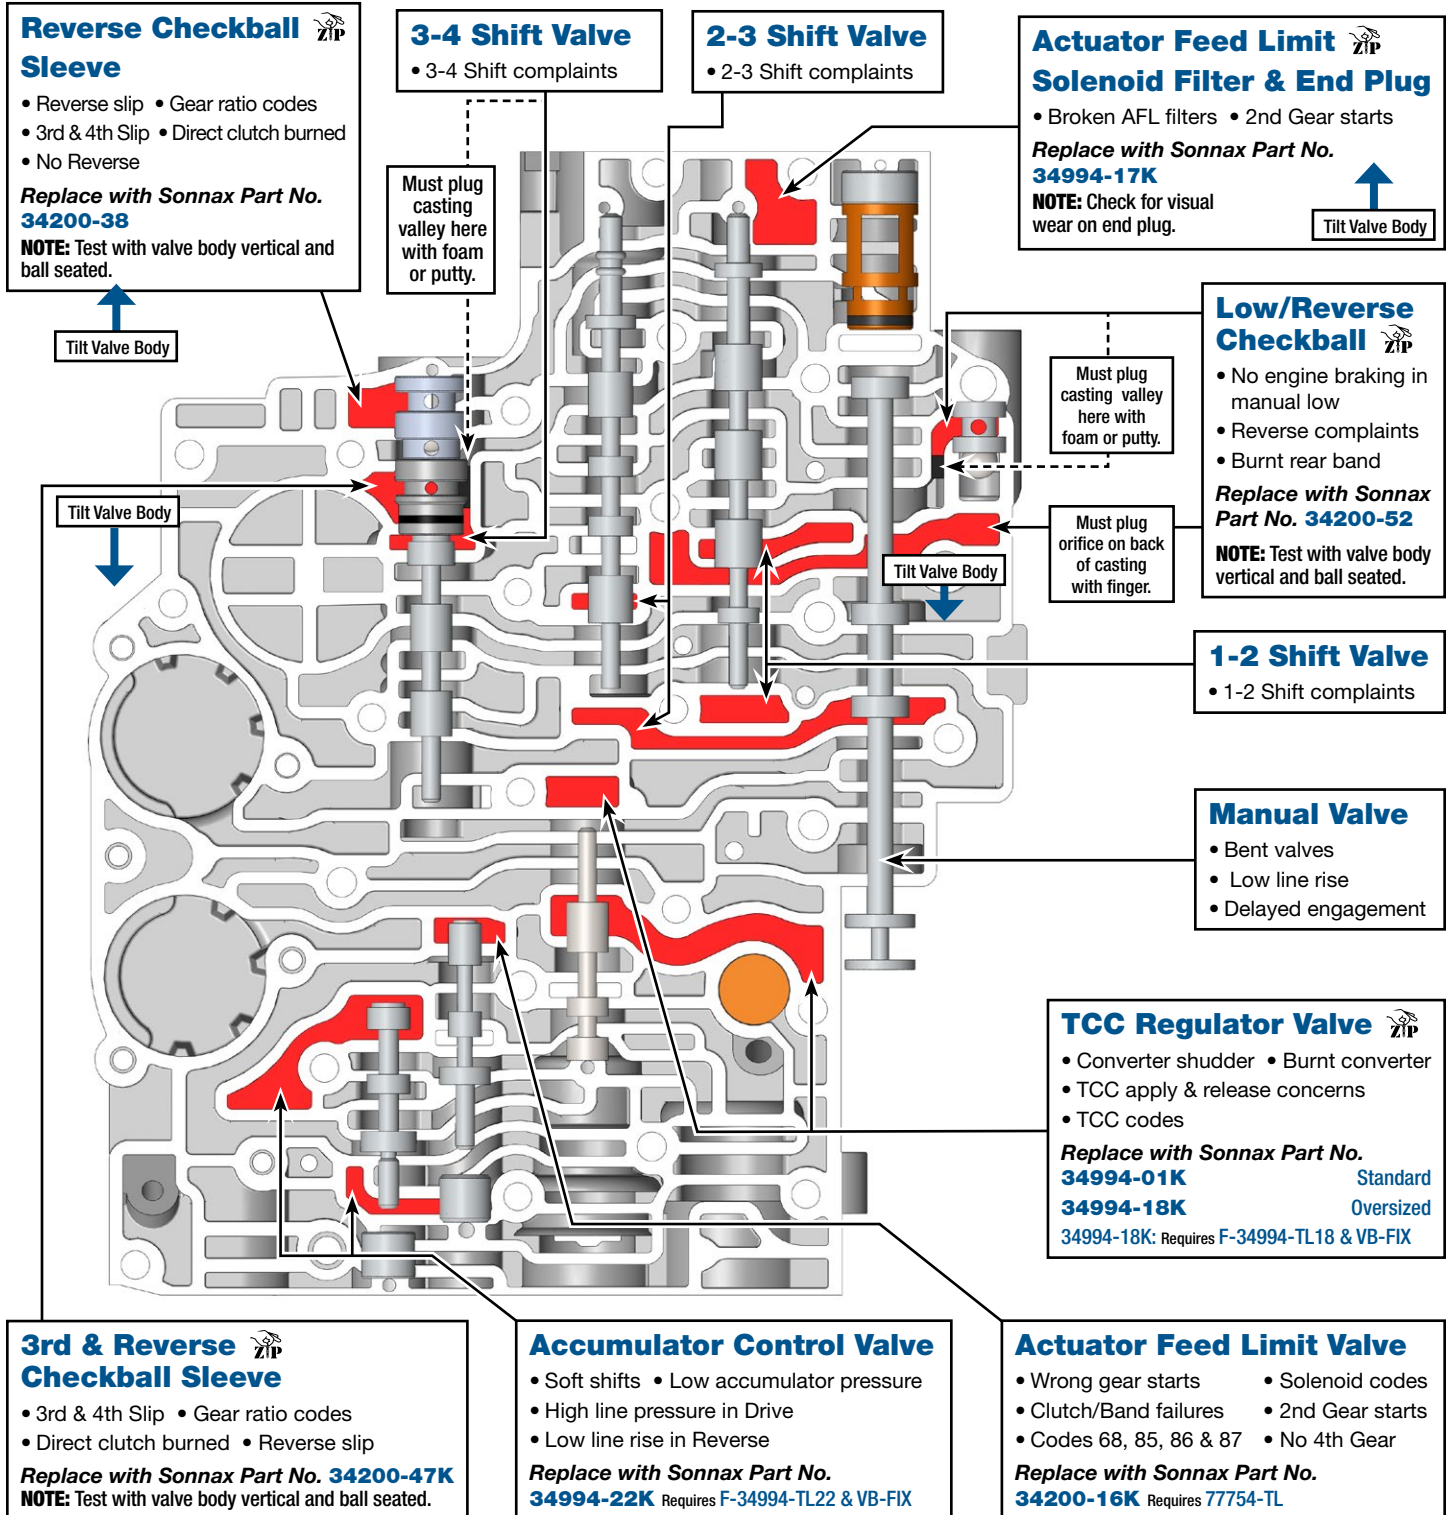 Reverse Checkball ZIP
Sleeve
• Reverse slip • Gear ratio codes
• 3rd & 4th Slip • Direct clutch burned
• No Reverse
Replace with Sonnax Part No.
34200-38
NOTE: Test with valve body vertical and
ball seated.
Tilt Valve Body
3-4 Shift Valve
• 3-4 Shift complaints
Must plug
casting
valley here
with foam
or putty.
2-3 Shift Valve
• 2-3 Shift complaints
Actuator Feed Limit ZIP
Solenoid Filter & End Plug
• Broken AFL filters • 2nd Gear starts
Replace with Sonnax Part No.
34994-17K
NOTE: Check for visual
wear on end plug.
Tilt Valve Body
Low/Reverse
Checkball ZIP
• No engine braking in
manual low
• Reverse complaints
• Burnt rear band
Replace with Sonnax
Part No. 34200-52
NOTE: Test with valve body
vertical and ball seated.
Must plug
casting valley
here with
foam or putty.
Must plug
orifice on back
of casting
with finger.
Tilt Valve Body
Tilt Valve Body
1-2 Shift Valve
• 1-2 Shift complaints
Manual Valve
• Bent valves
• Low line rise
• Delayed engagement
TCC Regulator Valve ZIP
• Converter shudder • Burnt converter
• TCC apply & release concerns
• TCC codes
Replace with Sonnax Part No.
34994-01K Standard
34994-18K Oversized
34994-18K: Requires F-34994-TL18 & VB-FIX
3rd & Reverse ZIP
Checkball Sleeve
• 3rd & 4th Slip • Gear ratio codes
• Direct clutch burned • Reverse slip
Replace with Sonnax Part No. 34200-47K
NOTE: Test with valve body vertical and ball seated.
Accumulator Control Valve
• Soft shifts • Low accumulator pressure
• High line pressure in Drive
• Low line rise in Reverse
Replace with Sonnax Part No.
34994-22K Requires F-34994-TL22 & VB-FIX
Actuator Feed Limit Valve
• Wrong gear starts • Solenoid codes
• Clutch/Band failures • 2nd Gear starts
• Codes 68, 85, 86 & 87 • No 4th Gear
Replace with Sonnax Part No.
34200-16K Requires 77754-TL